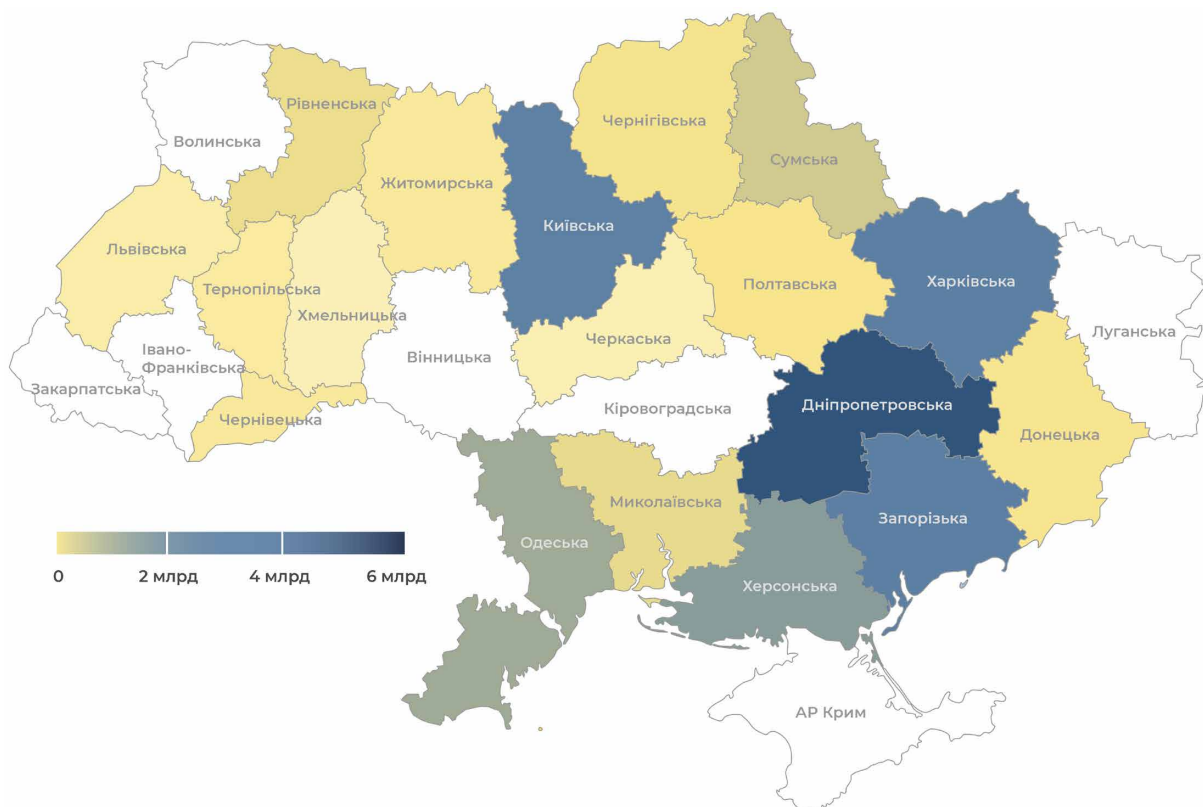 Рівненська
Волинська
Чернігівська
Сумська
Житомирська
Київська
Львівська
Тернопільська
Хмельницька
Полтавська
Харківська
Черкаська
Луганська
Івано-
Франківська
Вінницька
Закарпатська
Чернівецька
Кіровоградська
Дніпропетровська
Донецька
Миколаївська
Запорізька
Одеська
Херсонська
0 2 млрд 4 млрд 6 млрд
АР Крим